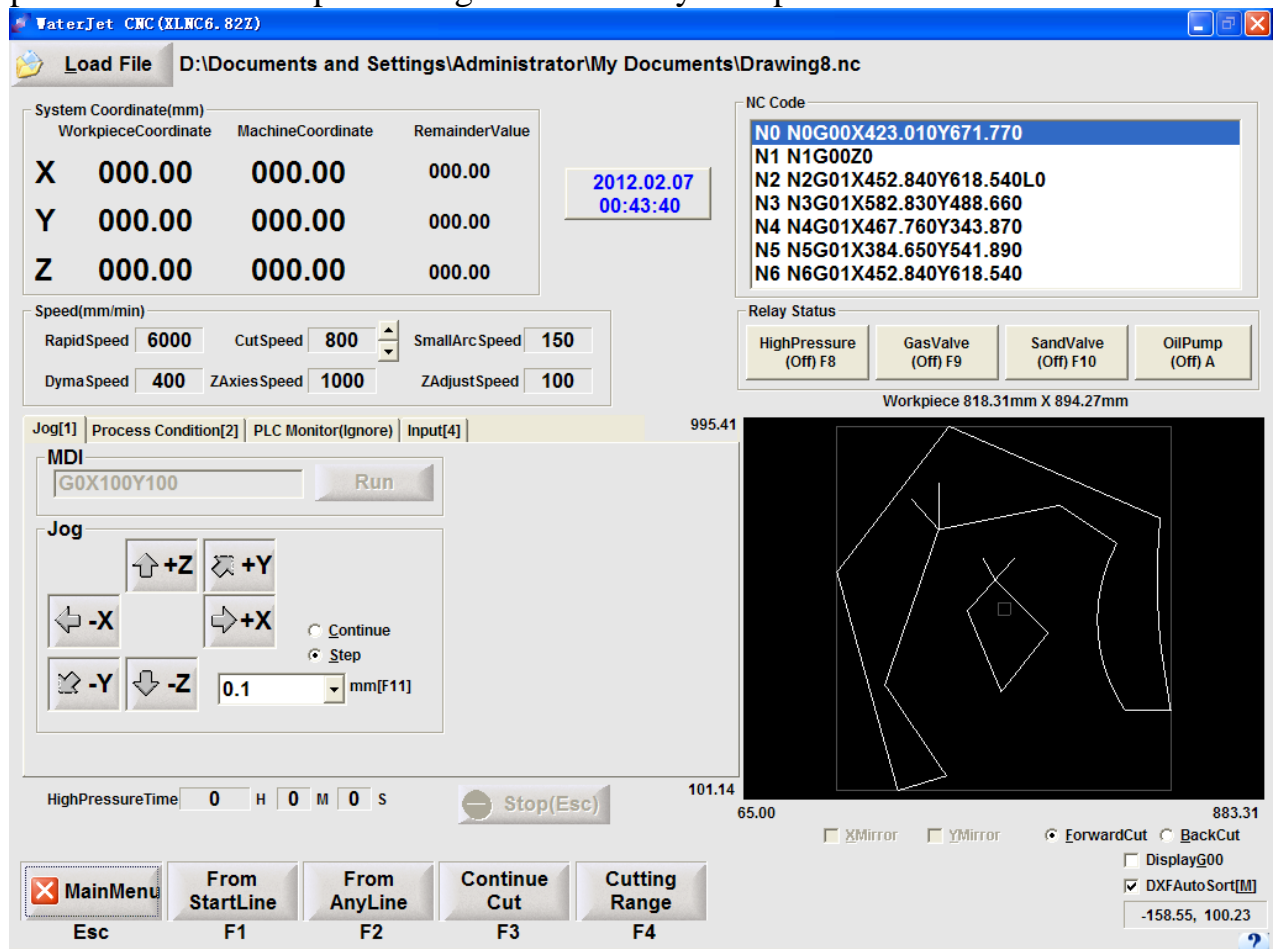 WaterJet CNC(XLNC6.82Z)
Load File D:\Documents and Settings\Administrator\My Documents\Drawing8.nc
System Coordinate(mm)
WorkpieceCoordinate MachineCoordinate RemainderValue
X 000.00 000.00 000.00
Y 000.00 000.00 000.00
Z 000.00 000.00 000.00
2012.02.07
00:43:40
NC Code
N0 N0G00X423.010Y671.770
N1 N1G00Z0
N2 N2G01X452.840Y618.540L0
N3 N3G01X582.830Y488.660
N4 N4G01X467.760Y343.870
N5 N5G01X384.650Y541.890
N6 N6G01X452.840Y618.540
Speed(mm/min)
RapidSpeed 6000 CutSpeed 800 SmallArcSpeed 150
DymaSpeed 400 ZAxiesSpeed 1000 ZAdjustSpeed 100
Relay Status
HighPressure
(Off) F8
GasValve
(Off) F9
SandValve
(Off) F10
OilPump
(Off) A
Workpiece 818.31mm X 894.27mm
Jog[1] Process Condition[2] PLC Monitor(Ignore) Input[4]
995.41
MDI
G0X100Y100 Run
Jog
+Z +Y
-X +X
Continue
Step
-Y -Z 0.1 mm[F11]
101.14
65.00 883.31
HighPressureTime 0 H 0 M 0 S Stop(Esc)
XMirror YMirror ForwardCut BackCut
DisplayG00
DXFAutoSort[M]
-158.55, 100.23
MainMenu
Esc
From
StartLine
F1
From
AnyLine
F2
Continue
Cut
F3
Cutting
Range
F4
?